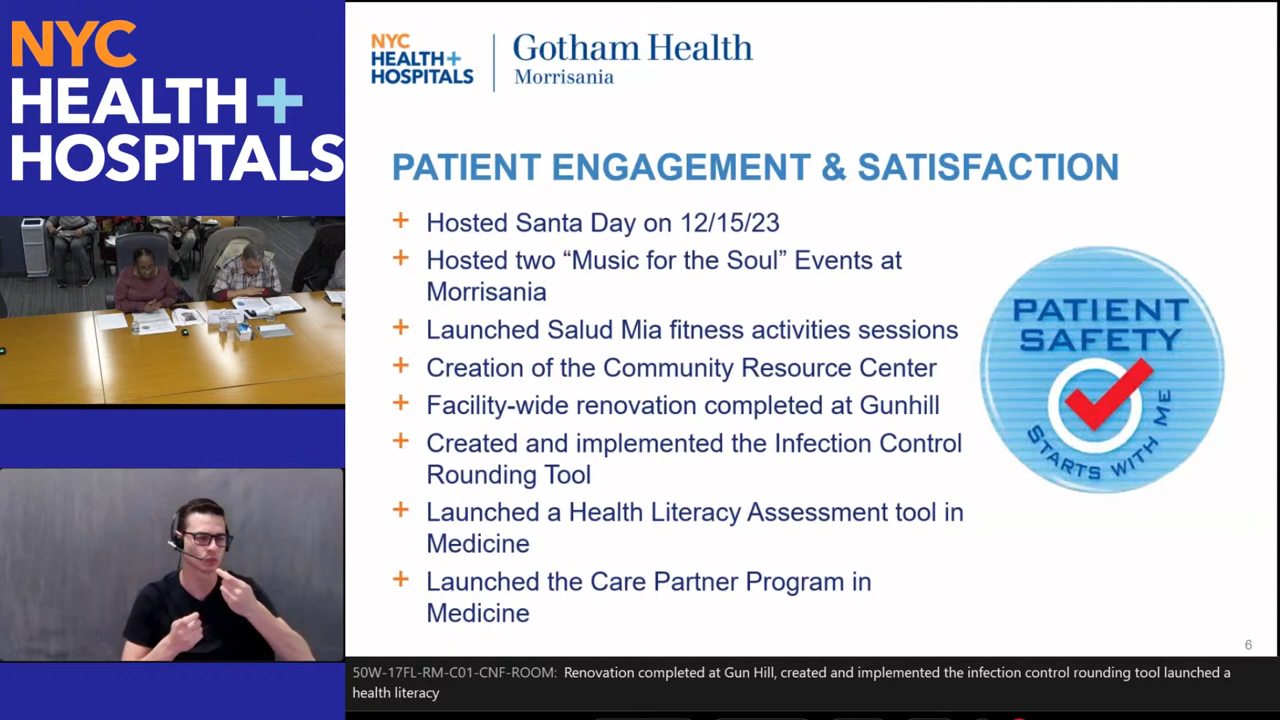 NYC
HEALTH+
HOSPITALS
NYC
HEALTH+
HOSPITALS
Gotham Health
Morrisania
PATIENT ENGAGEMENT & SATISFACTION
+ Hosted Santa Day on 12/15/23
+ Hosted two “Music for the Soul” Events at
Morrisania
+ Launched Salud Mia fitness activities sessions
+ Creation of the Community Resource Center
+ Facility-wide renovation completed at Gunhill
+ Created and implemented the Infection Control
Rounding Tool
+ Launched a Health Literacy Assessment tool in
Medicine
+ Launched the Care Partner Program in
Medicine
PATIENT
SAFETY
STARTS WITH ME
6
50W-17FL-RM-C01-CNF-ROOM: Renovation completed at Gun Hill, created and implemented the infection control rounding tool launched a
health literacy